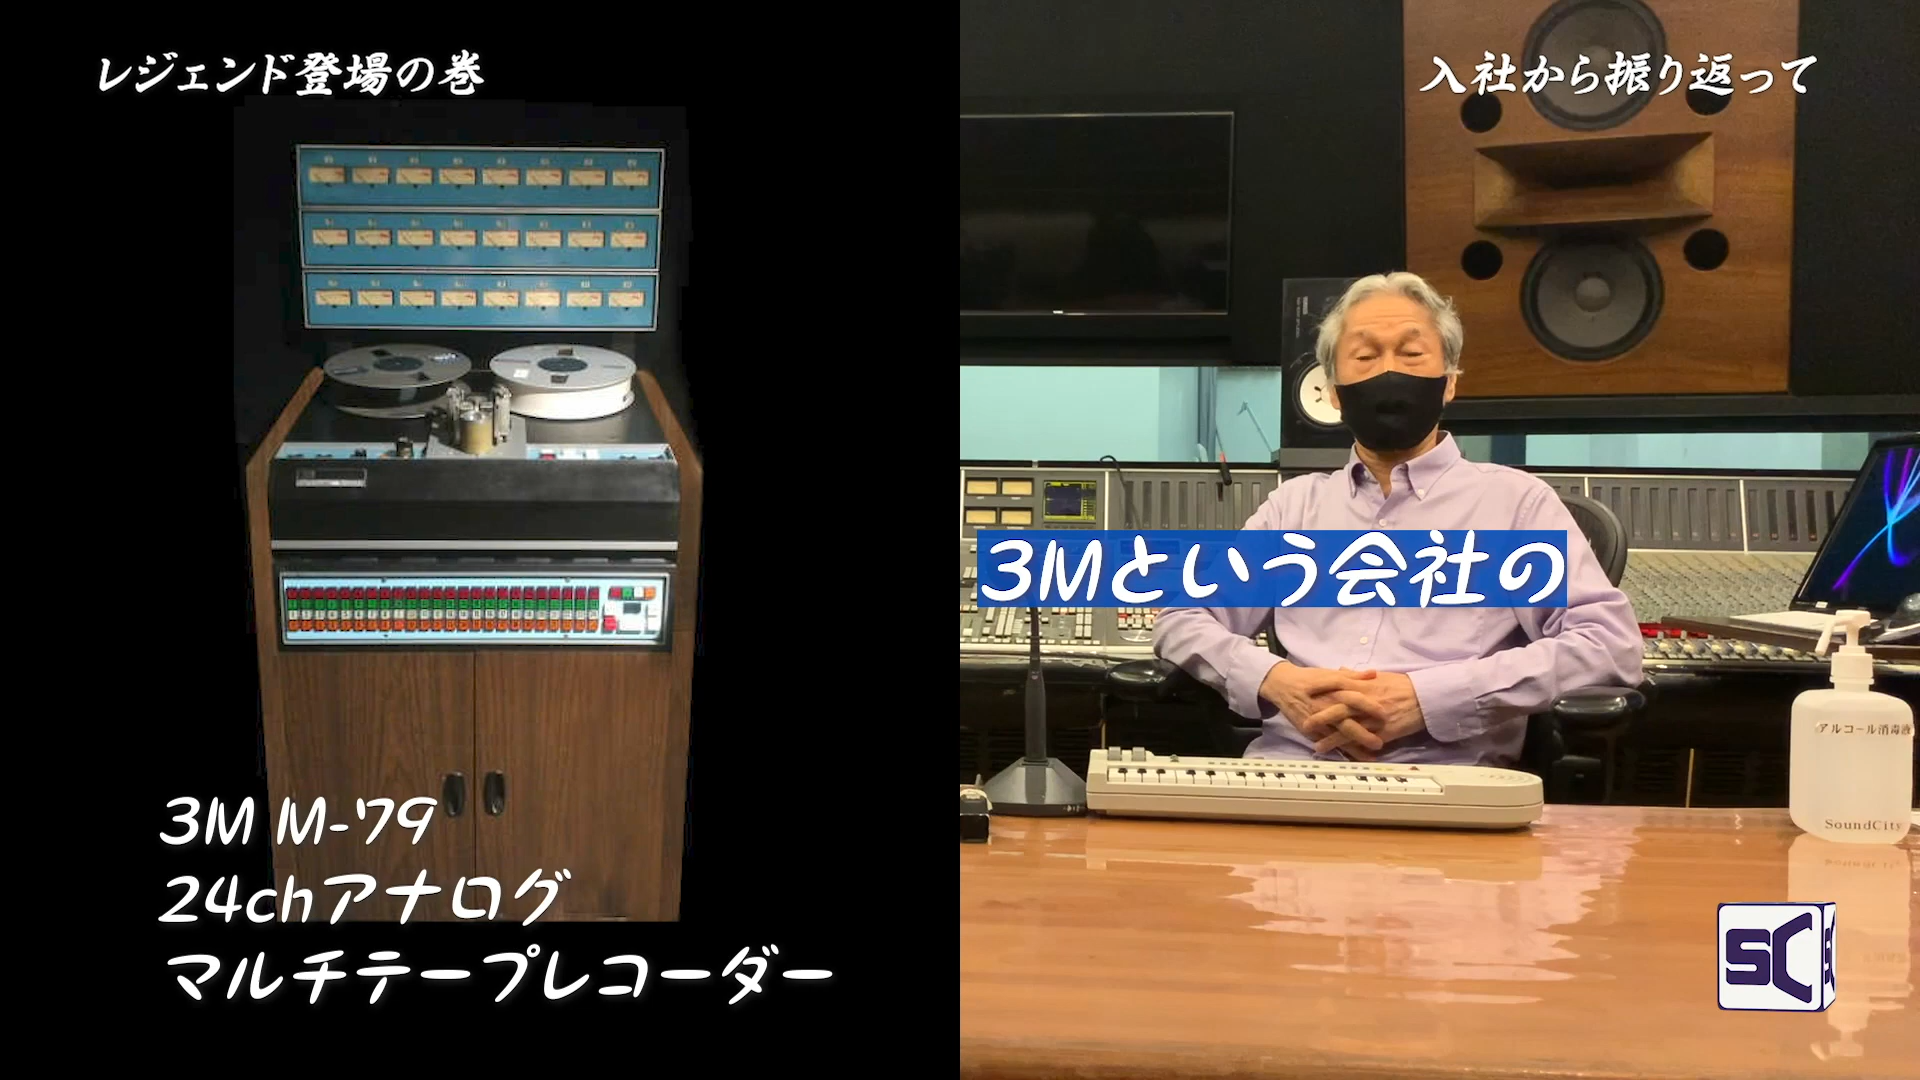 レジェンド登場の巻
入社から振り返って
3Mという会社の
3M M-79
24chアナログ
マルチテープレコーダー
アルコール消毒液
SoundCity
SC